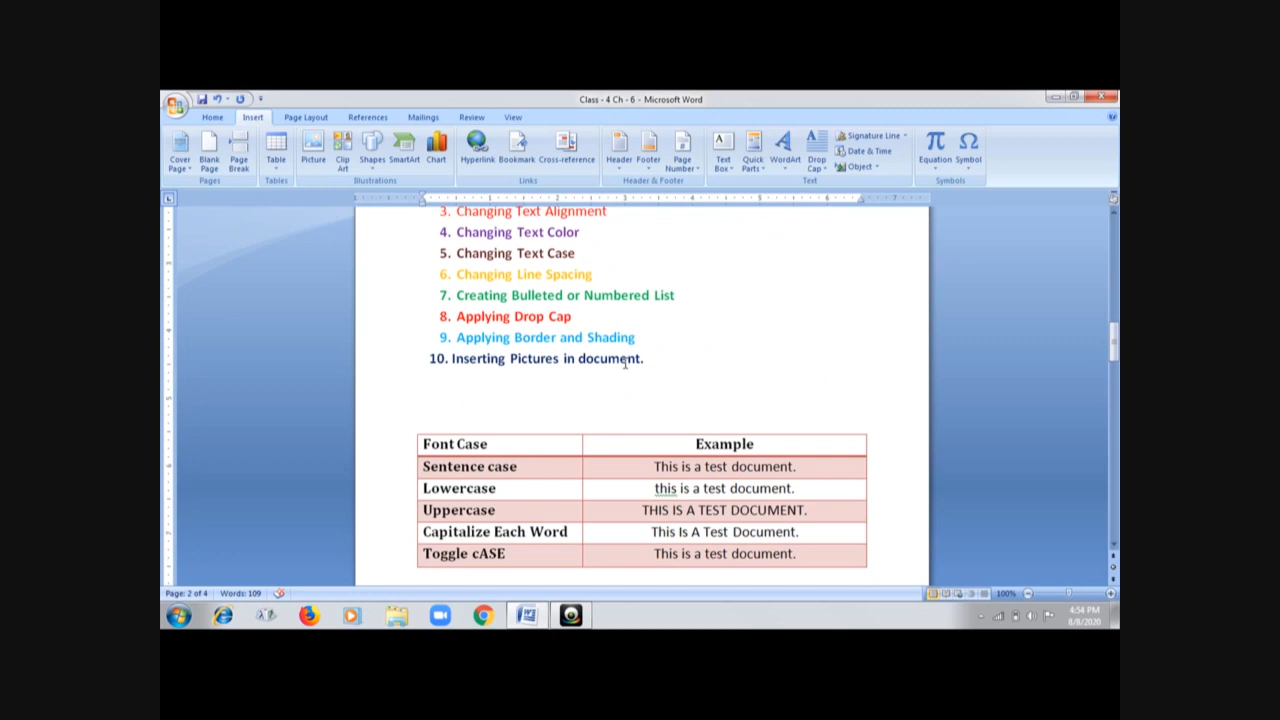 Class - 4 Ch - 6 - Microsoft Word
Home Insert Page Layout References Mailings Review View
Cover Page Blank Page Page Break Table Picture Clip Art Shapes SmartArt Chart Hyperlink Bookmark Cross-reference Header Footer Page Number Text Box Quick Parts WordArt Drop Cap Signature Line Date & Time Object Equation Symbol
Pages Tables Illustrations Links Header & Footer Text Symbols
3. Changing Text Alignment
4. Changing Text Color
5. Changing Text Case
6. Changing Line Spacing
7. Creating Bulleted or Numbered List
8. Applying Drop Cap
9. Applying Border and Shading
10. Inserting Pictures in document.
Font Case Example
Sentence case This is a test document.
Lowercase this is a test document.
Uppercase THIS IS A TEST DOCUMENT.
Capitalize Each Word This Is A Test Document.
Toggle cASE This is a test document.
Page: 2 of 4 Words: 109 100%
4:54 PM
8/8/2020